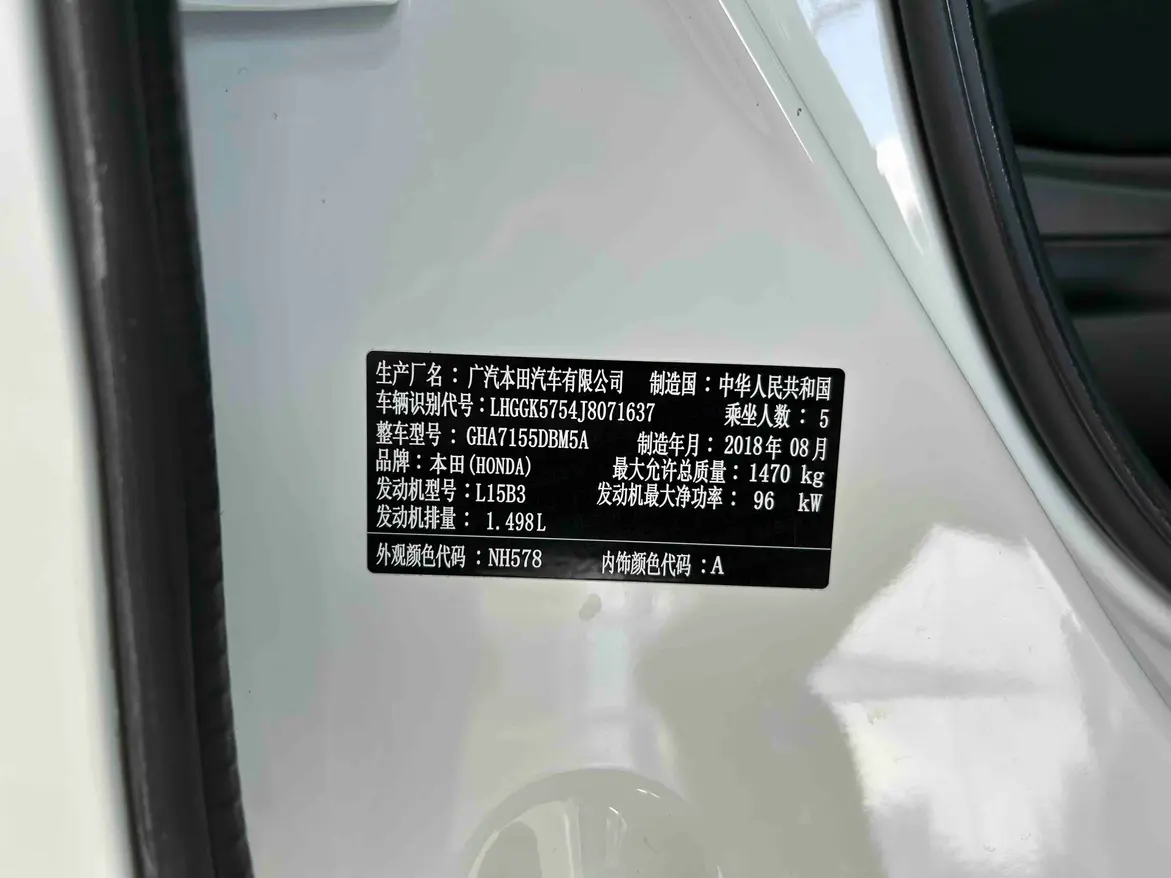 生产厂名：广汽本田汽车有限公司 制造国：中华人民共和国
车辆识别代号：LHGGK5754J8071637 乘坐人数：5
整车型号：GHA7155DBM5A 制造年月：2018年08月
品牌：本田(HONDA) 最大允许总质量：1470 kg
发动机型号：L15B3 发动机最大净功率：96 kW
发动机排量：1.498L
外观颜色代码：NH578 内饰颜色代码：A